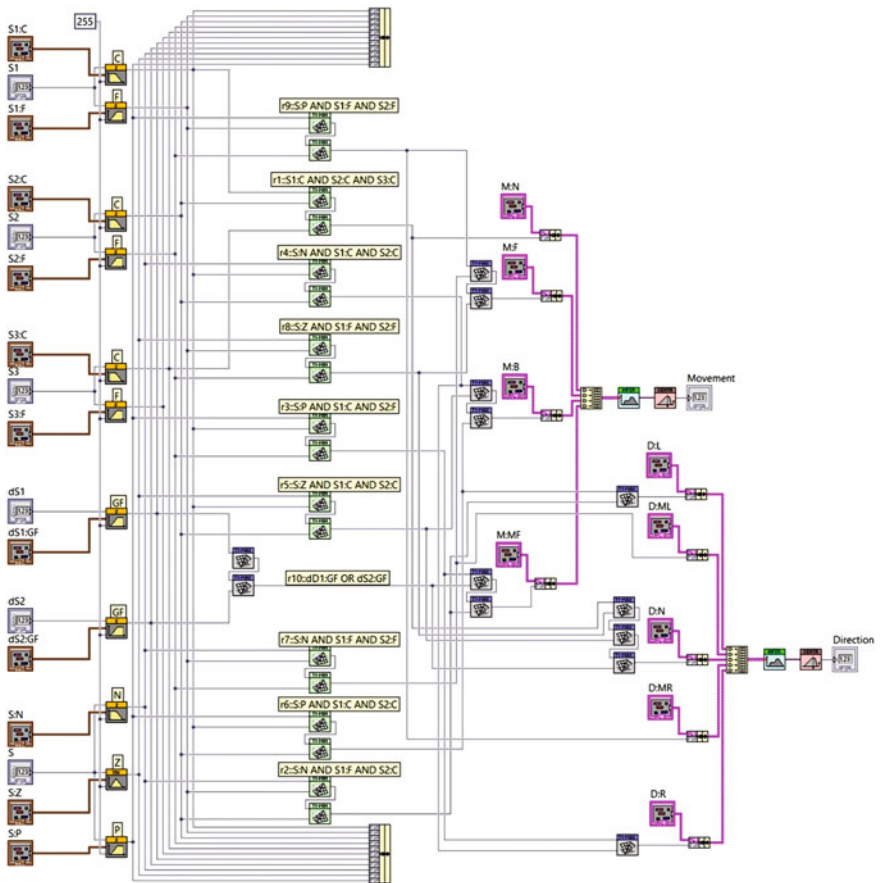 255
S1:C
C
S1
S1:F
F
S2:C
C
S2
F
S2:F
S3:C
C
S3
F
S3:F
dS1
GF
dS1:GF
dS2
GF
dS2:GF
N
S:N
S
Z
S:Z
P
S:P
r9::S:P AND S1:F AND S2:F
r1::S1:C AND S2:C AND S3:C
r4::S:N AND S1:C AND S2:C
r8::S:Z AND S1:F AND S2:F
r3::S:P AND S1:C AND S2:F
r5::S:Z AND S1:C AND S2:C
r10::dD1:GF OR dS2:GF
r7::S:N AND S1:F AND S2:F
r6::S:P AND S1:C AND S2:C
r2::S:N AND S1:F AND S2:C
M:N
M:F
M:B
M:MF
Movement
D:L
D:ML
D:N
D:MR
D:R
Direction